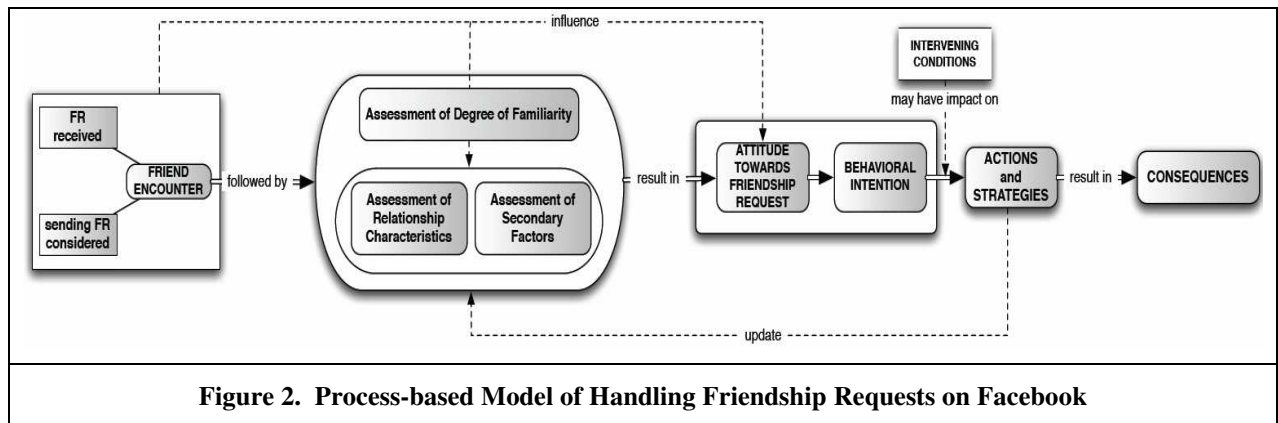 influence
INTERVENING
CONDITIONS
may have impact on
FR
received
FRIEND
ENCOUNTER
sending FR
considered
followed by
Assessment of Degree of Familiarity
Assessment of
Relationship
Characteristics
Assessment of
Secondary
Factors
result in
ATTITUDE
TOWARDS
FRIENDSHIP
REQUEST
BEHAVIORAL
INTENTION
ACTIONS
and
STRATEGIES
result in
CONSEQUENCES
update
Figure 2. Process-based Model of Handling Friendship Requests on Facebook